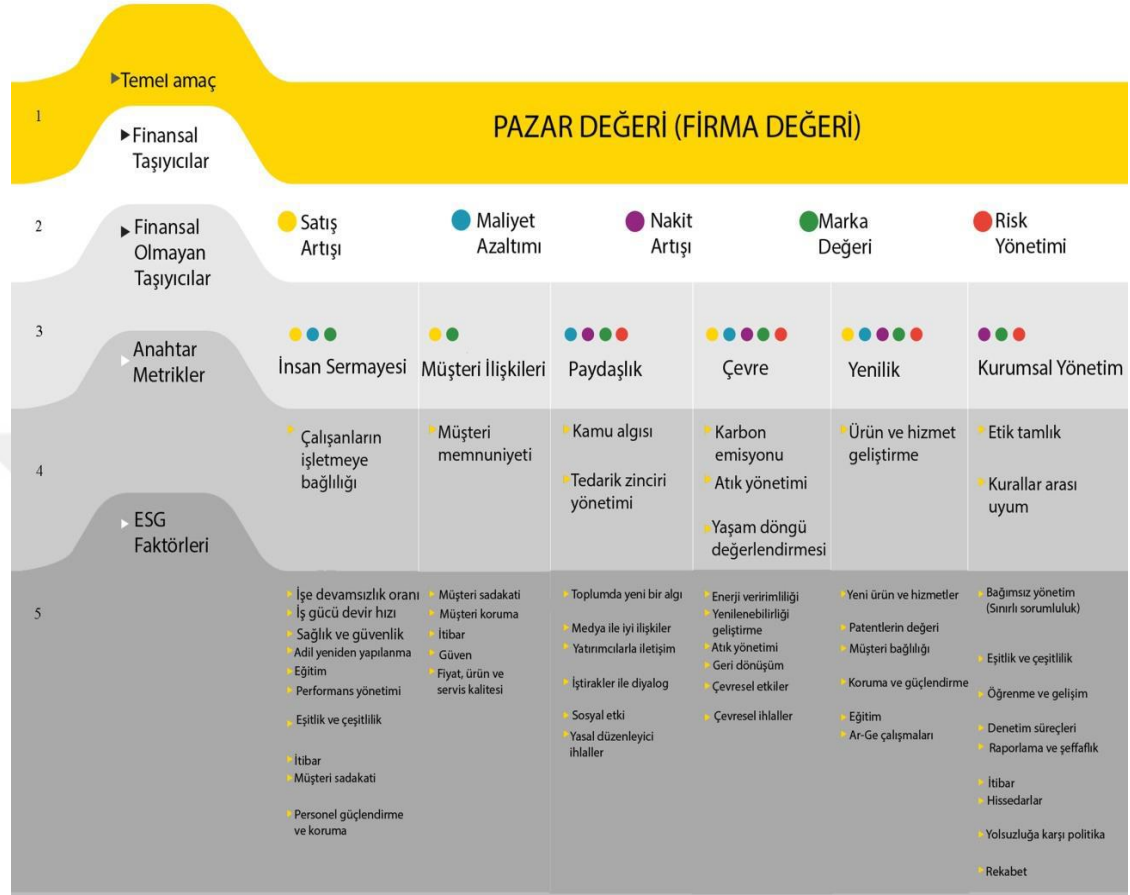 Temel amaç
1
PAZAR DEĞERİ (FİRMA DEĞERİ)
Finansal
Taşıyıcılar
2
Finansal
Olmayan
Taşıyıcılar
Satış
Artışı
Maliyet
Azaltımı
Nakit
Artışı
Marka
Değeri
Risk
Yönetimi
3
Anahtar
Metrikler
İnsan Sermayesi
Müşteri İlişkileri
Paydaşlık
Çevre
Yenilik
Kurumsal Yönetim
4
ESG
Faktörleri
Çalışanların
işletmeye
bağlılığı
Müşteri
memnuniyeti
Kamu algısı
Tedarik zinciri
yönetimi
Karbon
emisyonu
Atık yönetimi
Yaşam döngü
değerlendirmesi
Ürün ve hizmet
geliştirme
Etik tamlık
Kurallar arası
uyum
5
İşe devamsızlık oranı
İş gücü devir hızı
Sağlık ve güvenlik
Adil yeniden yapılanma
Eğitim
Performans yönetimi
Eşitlik ve çeşitlilik
İtibar
Müşteri sadakati
Personel güçlendirme
ve koruma
Müşteri sadakati
Müşteri koruma
İtibar
Güven
Fiyat, ürün ve
servis kalitesi
Toplumda yeni bir algı
Medya ile iyi ilişkiler
Yatırımcılarla iletişim
İştirakler ile diyalog
Sosyal etki
Yasal düzenleyici
ihlaller
Enerji veririmliliği
Yenilenebilirliği
geliştirme
Atık yönetimi
Geri dönüşüm
Çevresel etkiler
Çevresel ihlaller
Yeni ürün ve hizmetler
Patentlerin değeri
Müşteri bağlılığı
Koruma ve güçlendirme
Eğitim
Ar-Ge çalışmaları
Bağımsız yönetim
(Sınırlı sorumluluk)
Eşitlik ve çeşitlilik
Öğrenme ve gelişim
Denetim süreçleri
Raporlama ve şeffaflık
İtibar
Hissedarlar
Yolsuzluğa karşı politika
Rekabet